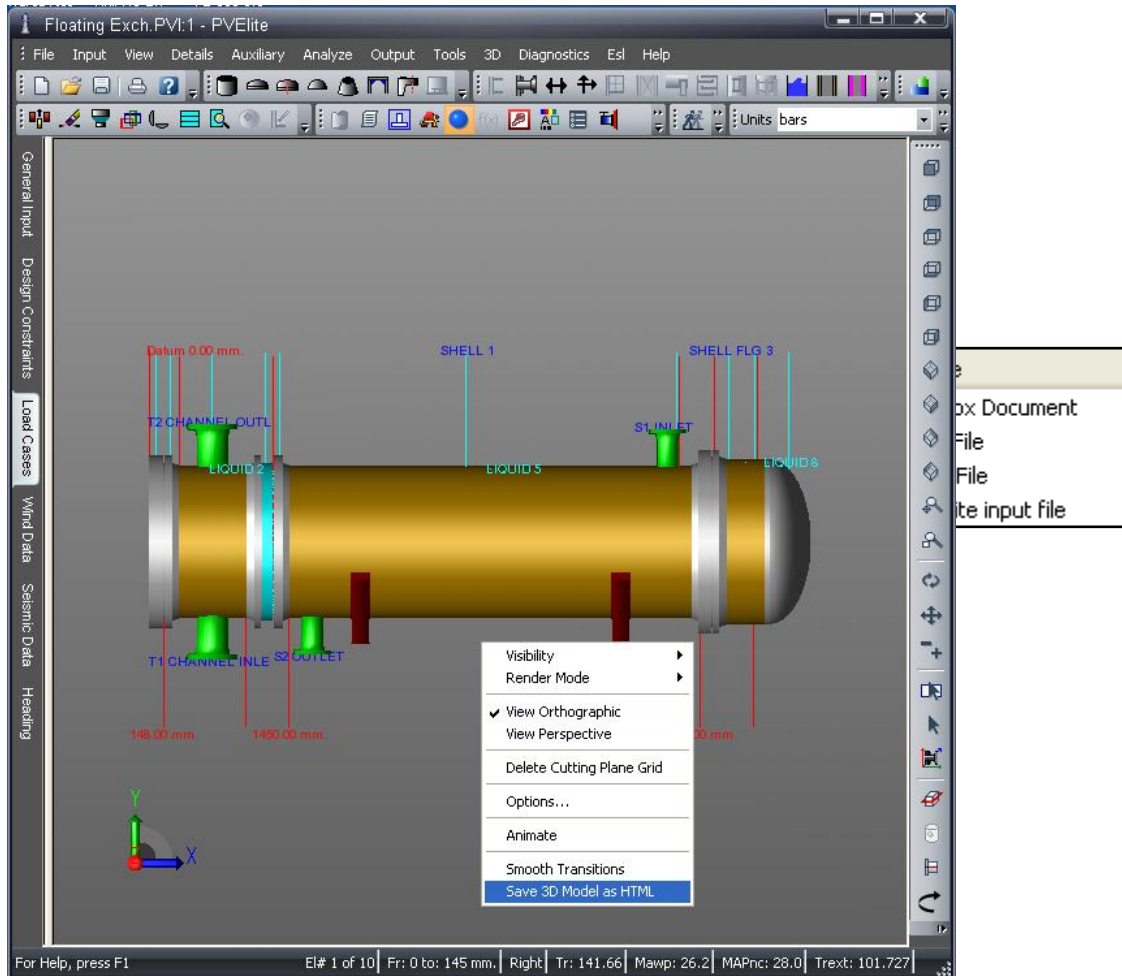 Floating Exch.PVI:1 - PVElite
File Input View Details Auxiliary Analyze Output Tools 3D Diagnostics Esl Help
Units bars
General Input
Design Constraints
Load Cases
Wind Data
Seismic Data
Heading
Datum 0.00 mm.
SHELL 1
SHELL FLG 3
T2 CHANNEL OUTL
S1 INLET
LIQUID 2
LIQUID 5
LIQUID 8
T1 CHANNEL INLE
S2 OUTLET
148.00 mm.
1450.00 mm.
00 mm.
Y
X
Visibility
Render Mode
View Orthographic
View Perspective
Delete Cutting Plane Grid
Options...
Animate
Smooth Transitions
Save 3D Model as HTML
e
ox Document
File
File
ite input file
For Help, press F1
El# 1 of 10 Fr: 0 to: 145 mm. Right Tr: 141.66 Mawp: 26.2 MAPnc: 28.0 Trext: 101.727